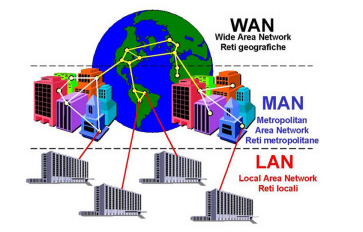 WAN
Wide Area Network
Reti geografiche
MAN
Metropolitan
Area Network
Reti metropolitane
LAN
Local Area Network
Reti locali